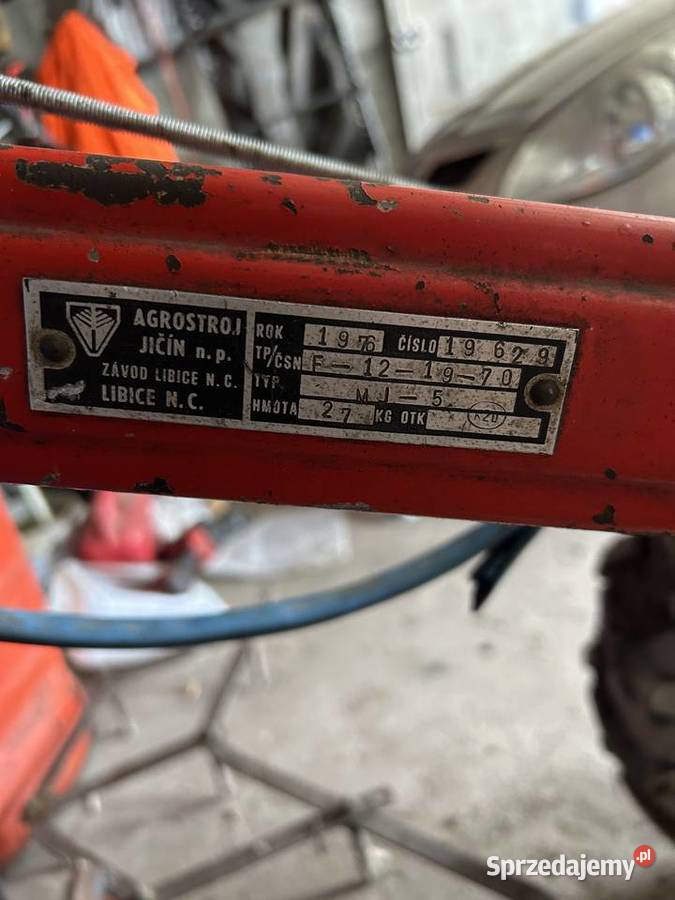 AGROSTROJ
JIČÍN n.p.
ZÁVOD LIBICE N.C.
LIBICE N.C.
ROK 1976 ČÍSLO 19629
TP/ČSN F-12-19-70
TYP MJ-5
HMOTA 27 KG OTK K20
Sprzedajemy.pl